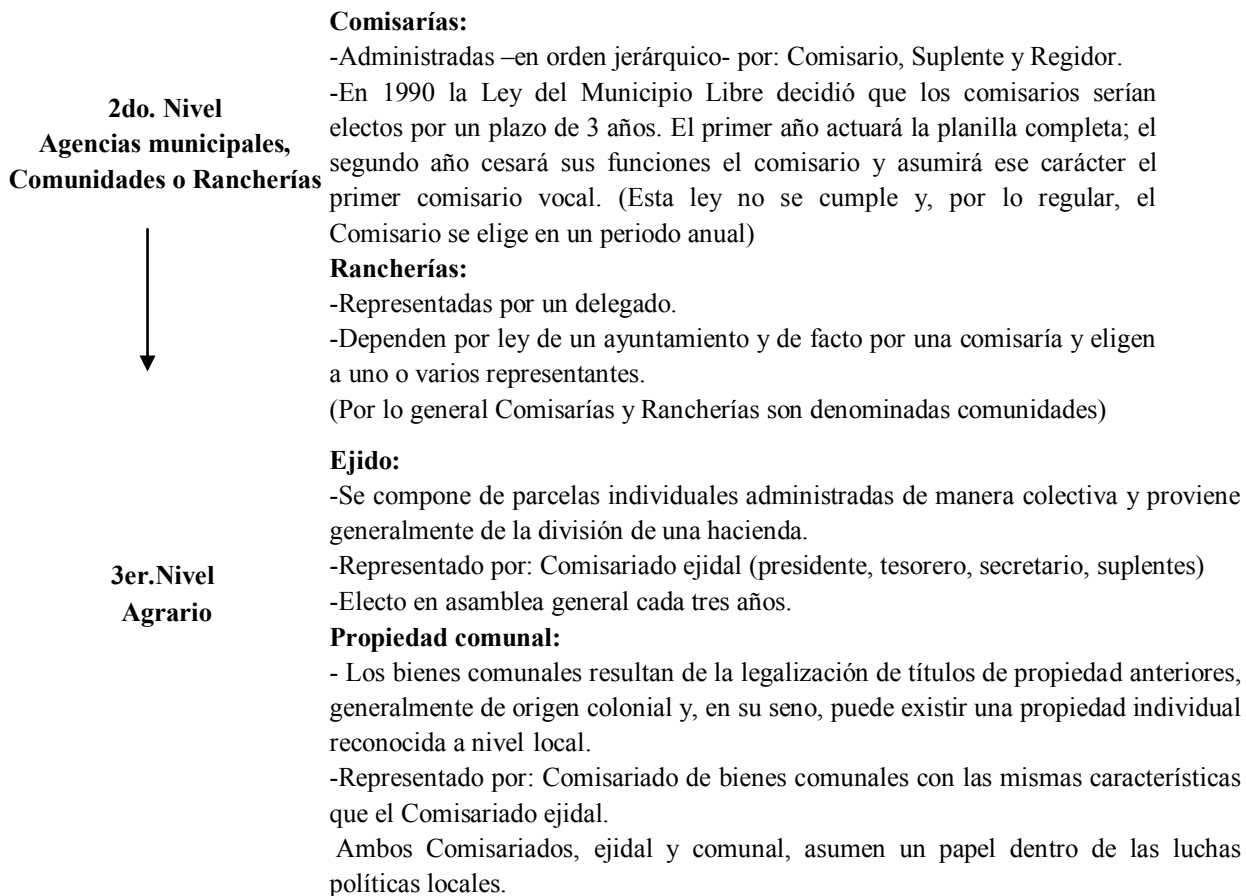 2do. Nivel
Agencias municipales,
Comunidades o Rancherías
Comisarías:
-Administradas –en orden jerárquico- por: Comisario, Suplente y Regidor.
-En 1990 la Ley del Municipio Libre decidió que los comisarios serían
electos por un plazo de 3 años. El primer año actuará la planilla completa; el
segundo año cesará sus funciones el comisario y asumirá ese carácter el
primer comisario vocal. (Esta ley no se cumple y, por lo regular, el
Comisario se elige en un periodo anual)
Rancherías:
-Representadas por un delegado.
-Dependen por ley de un ayuntamiento y de facto por una comisaría y eligen
a uno o varios representantes.
(Por lo general Comisarías y Rancherías son denominadas comunidades)
3er.Nivel
Agrario
Ejido:
-Se compone de parcelas individuales administradas de manera colectiva y proviene
generalmente de la división de una hacienda.
-Representado por: Comisariado ejidal (presidente, tesorero, secretario, suplentes)
-Electo en asamblea general cada tres años.
Propiedad comunal:
- Los bienes comunales resultan de la legalización de títulos de propiedad anteriores,
generalmente de origen colonial y, en su seno, puede existir una propiedad individual
reconocida a nivel local.
-Representado por: Comisariado de bienes comunales con las mismas características
que el Comisariado ejidal.
Ambos Comisariados, ejidal y comunal, asumen un papel dentro de las luchas
políticas locales.